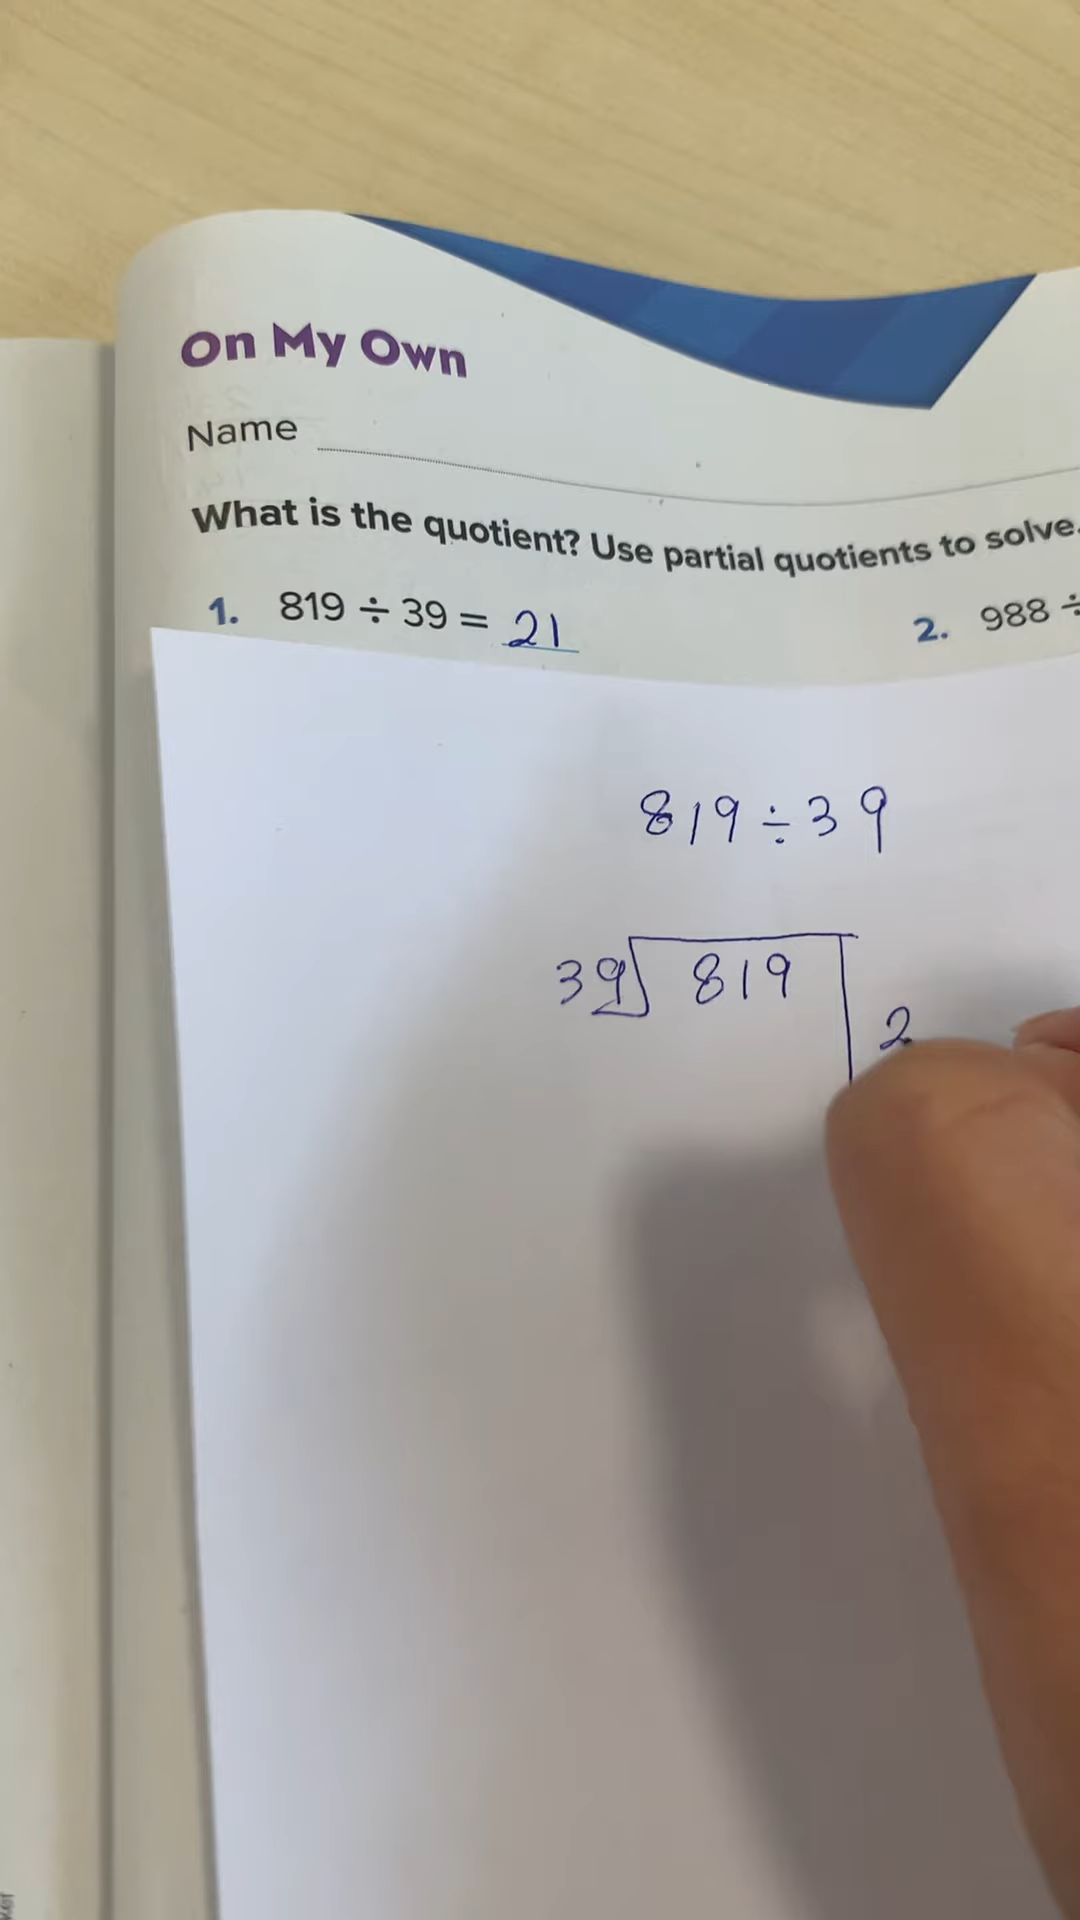 On My Own
Name
What is the quotient? Use partial quotients to solve.
1. 819 ÷ 39 = 21
2. 988 ÷
819 ÷ 39
39 819
2